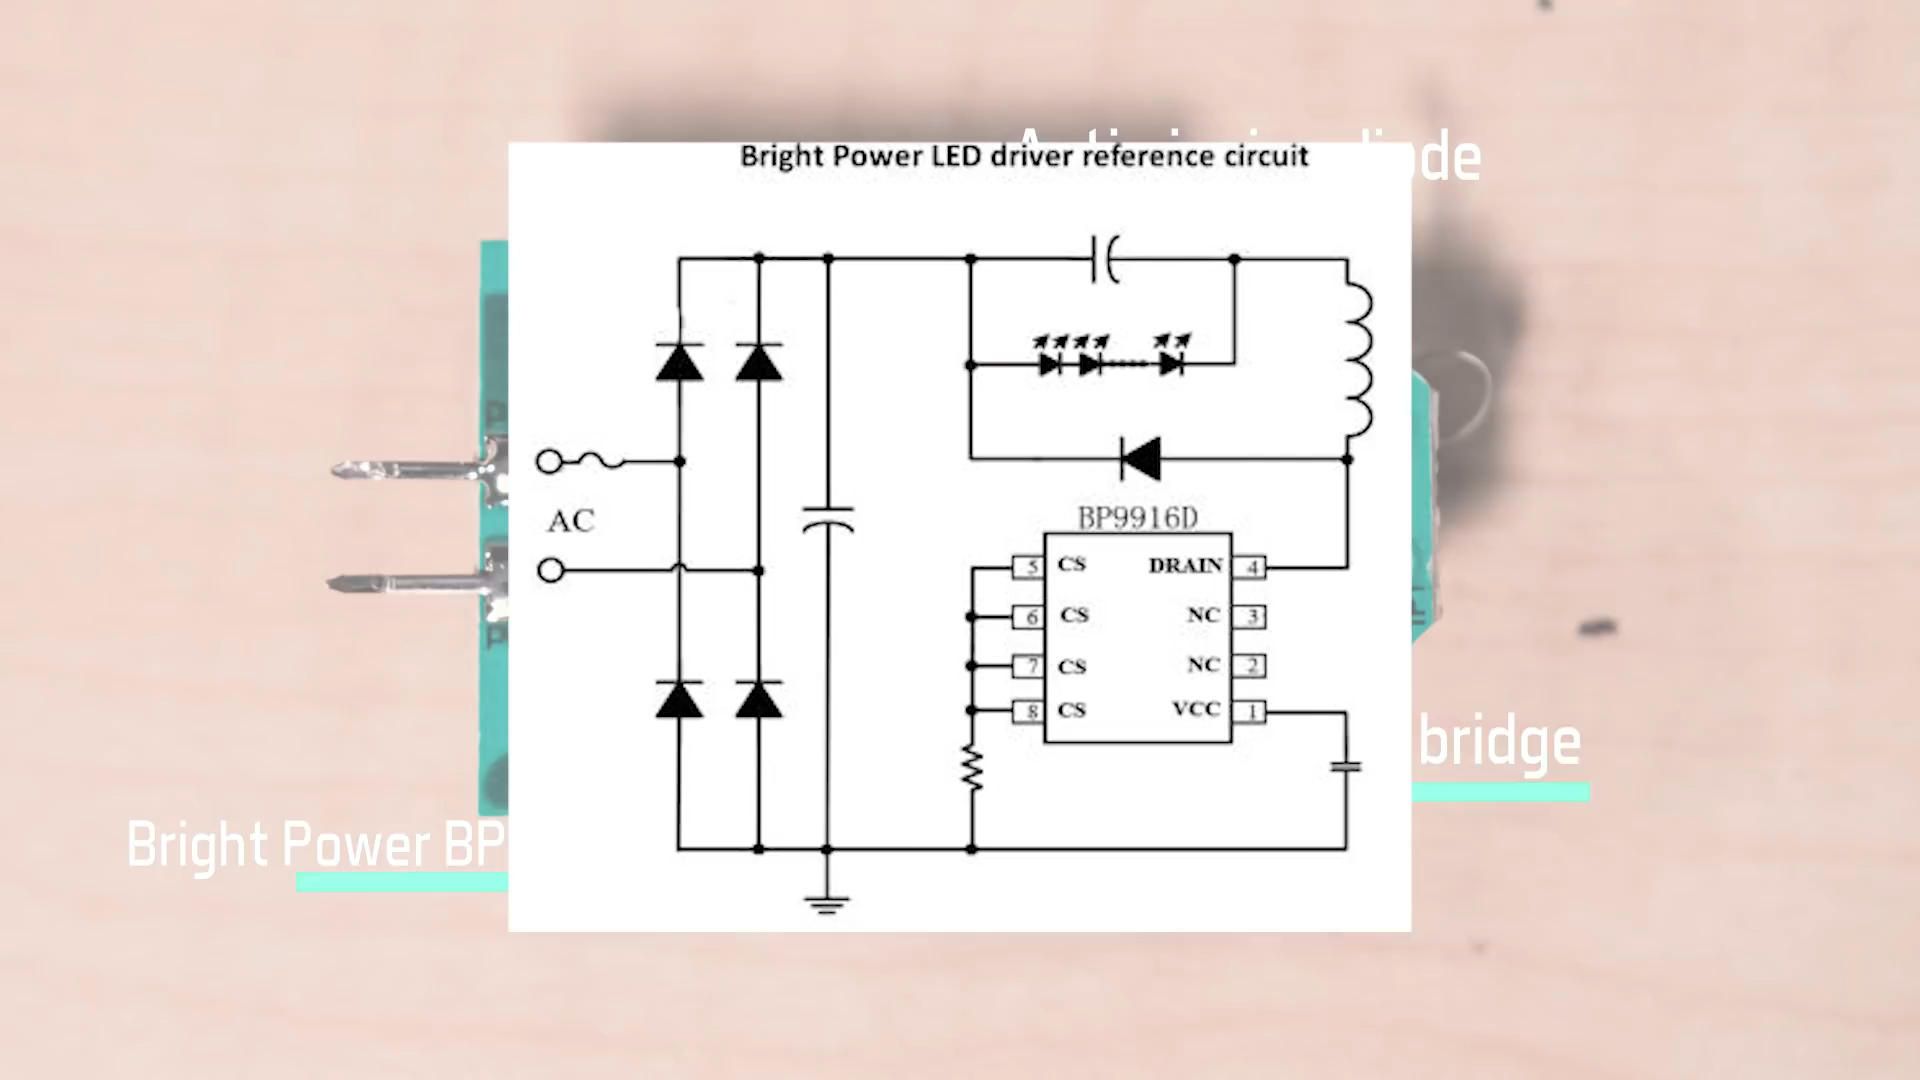 Bright Power LED driver reference circuit
AC
BP9916D
5 CS DRAIN 4
6 CS NC 3
7 CS NC 2
8 CS VCC 1
bridge
Bright Power BP